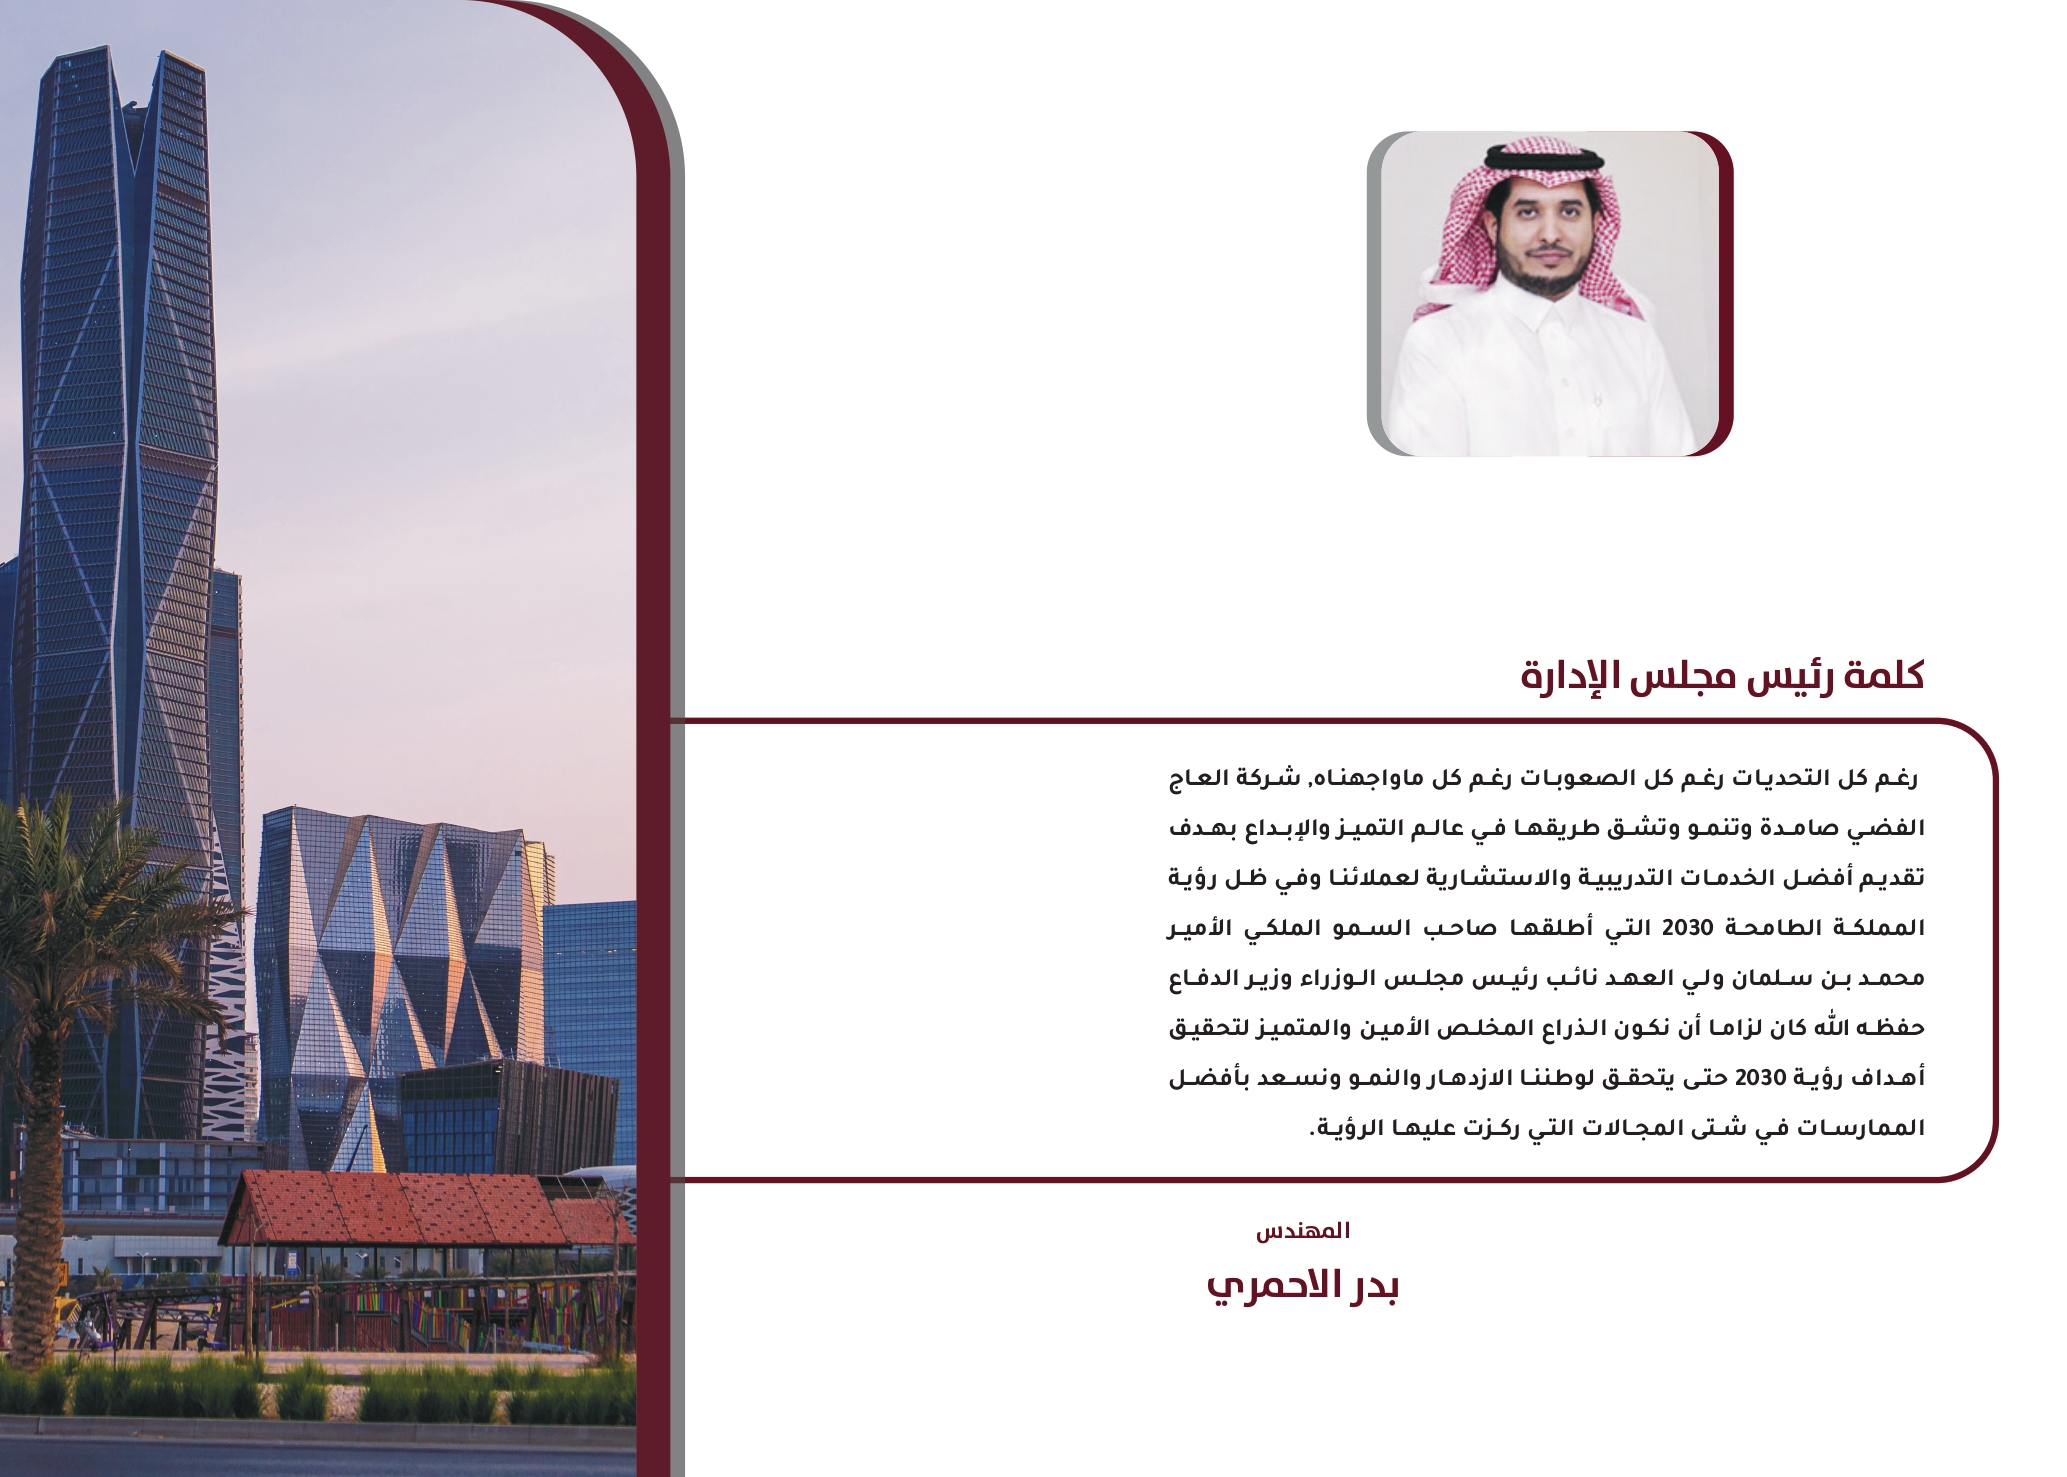 كلمة رئيس مجلس الإدارة
رغم كل التحديات رغم كل الصعوبات رغم كل ماواجهناه, شركة العاج
الفضي صامدة وتنمو وتشق طريقها في عالم التميز والإبداع بهدف
تقديم أفضل الخدمات التدريبية والاستشارية لعملائنا وفي ظل رؤية
المملكة الطامحة 2030 التي أطلقها صاحب السمو الملكي الأمير
محمد بن سلمان ولي العهد نائب رئيس مجلس الوزراء وزير الدفاع
حفظه الله كان لزاما أن نكون الذراع المخلص الأمين والمتميز لتحقيق
أهداف رؤية 2030 حتى يتحقق لوطننا الازدهار والنمو ونسعد بأفضل
الممارسات في شتى المجالات التي ركزت عليها الرؤية.
المهندس
بدر الاحمري